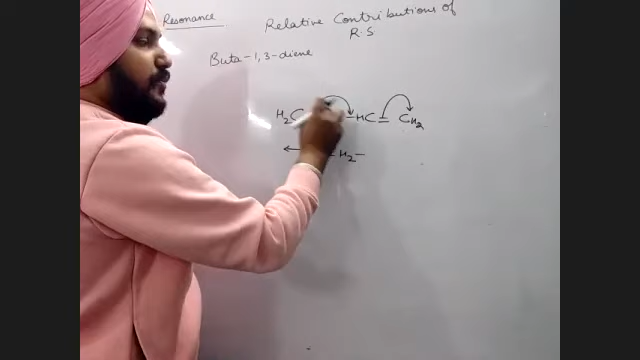 Resonance
Relative Contributions of
R.S
Buta-1,3-diene
H2C –HC = CH2
← H2–